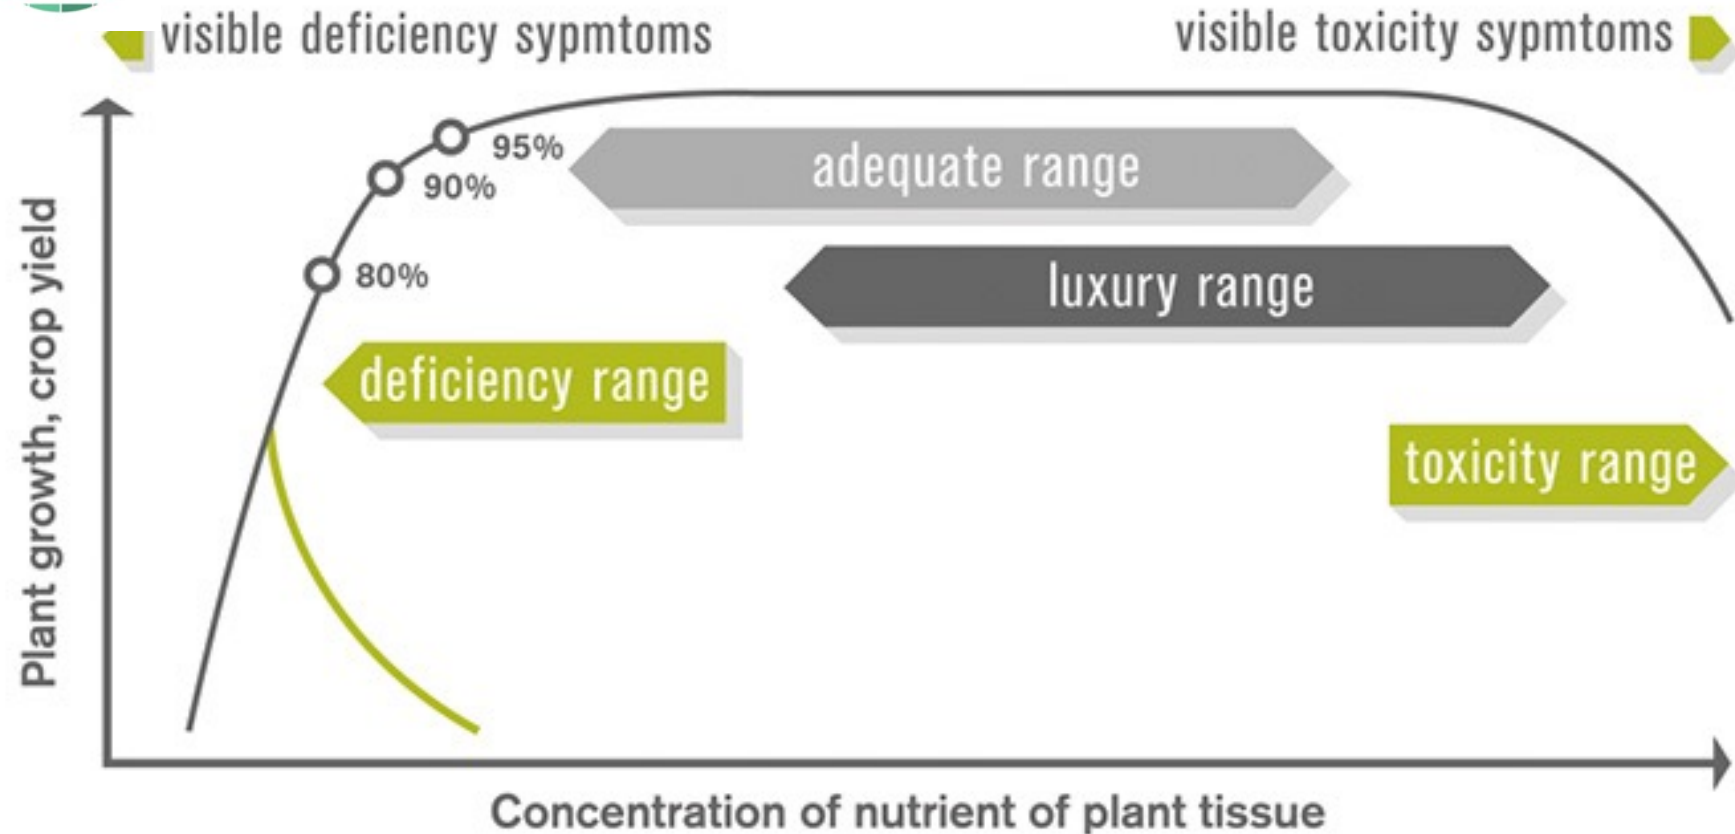 visible deficiency sypmtoms
visible toxicity sypmtoms
95%
adequate range
90%
luxury range
80%
deficiency range
toxicity range
Plant growth, crop yield
Concentration of nutrient of plant tissue